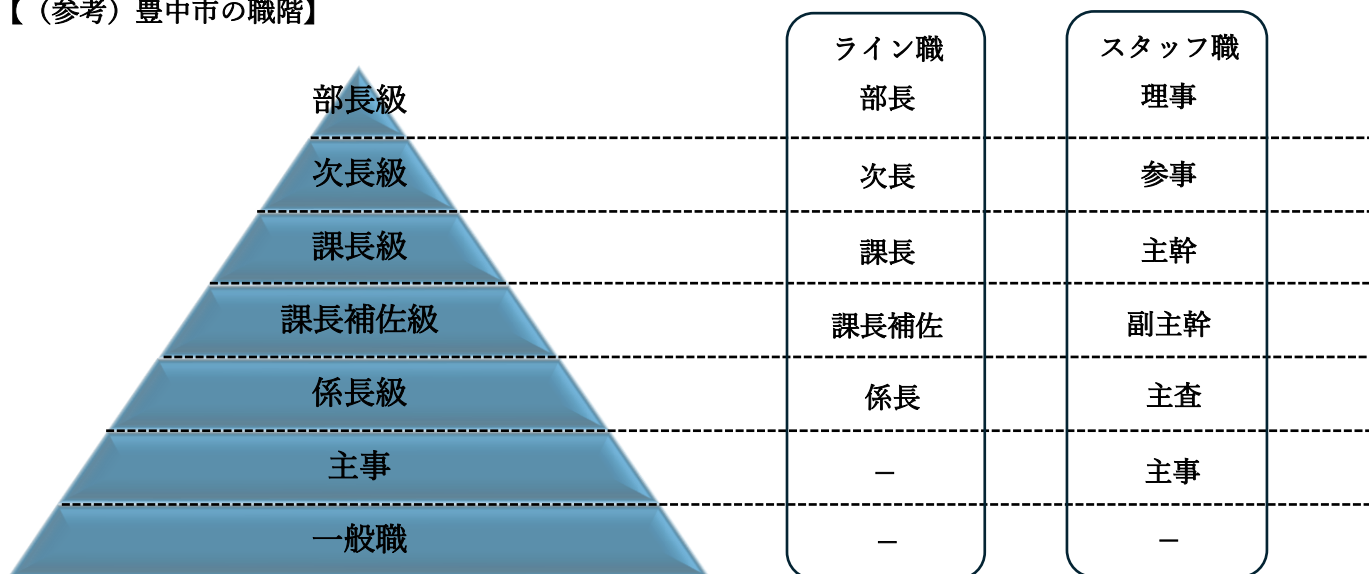 【（参考）豊中市の職階】
ライン職 スタッフ職
部長級 部長 理事
次長級 次長 参事
課長級 課長 主幹
課長補佐級 課長補佐 副主幹
係長級 係長 主査
主事 － 主事
一般職 － －